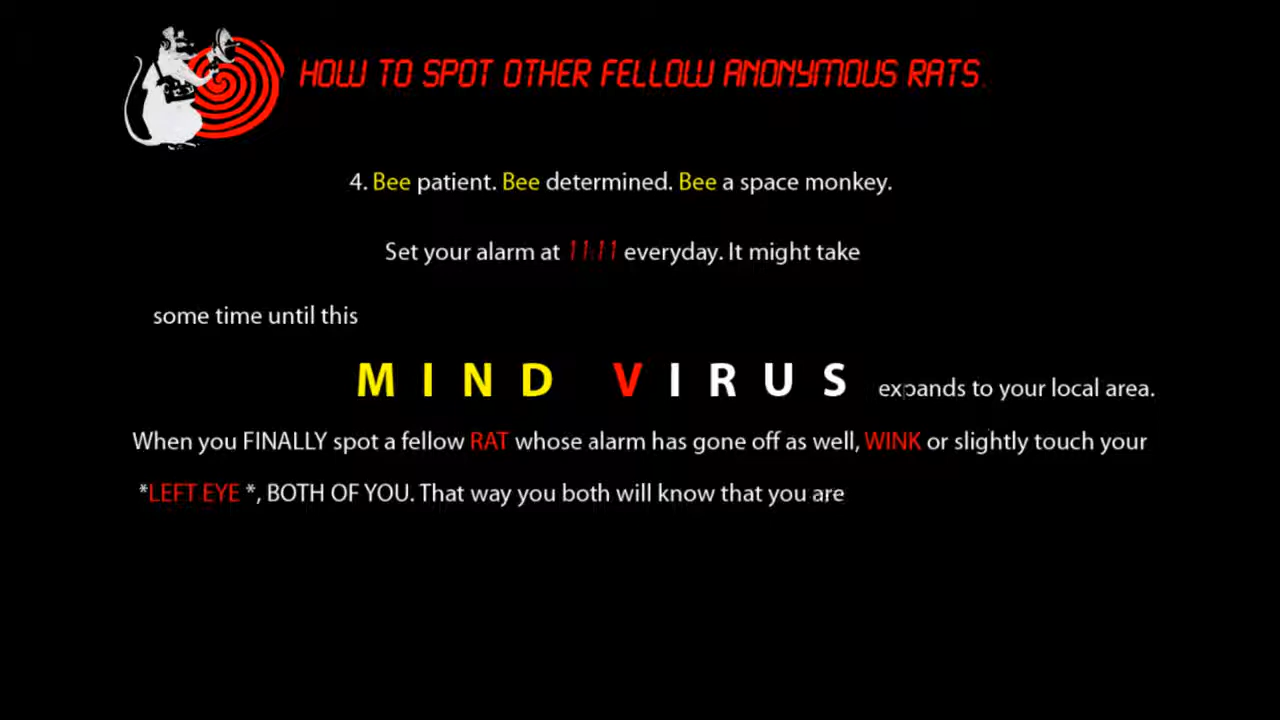 HOW TO SPOT OTHER FELLOW ANONYMOUS RATS.
4. Bee patient. Bee determined. Bee a space monkey.
Set your alarm at 11:11 everyday. It might take
some time until this
MIND VIRUS expands to your local area.
When you FINALLY spot a fellow RAT whose alarm has gone off as well, WINK or slightly touch your
*LEFT EYE *, BOTH OF YOU. That way you both will know that you are